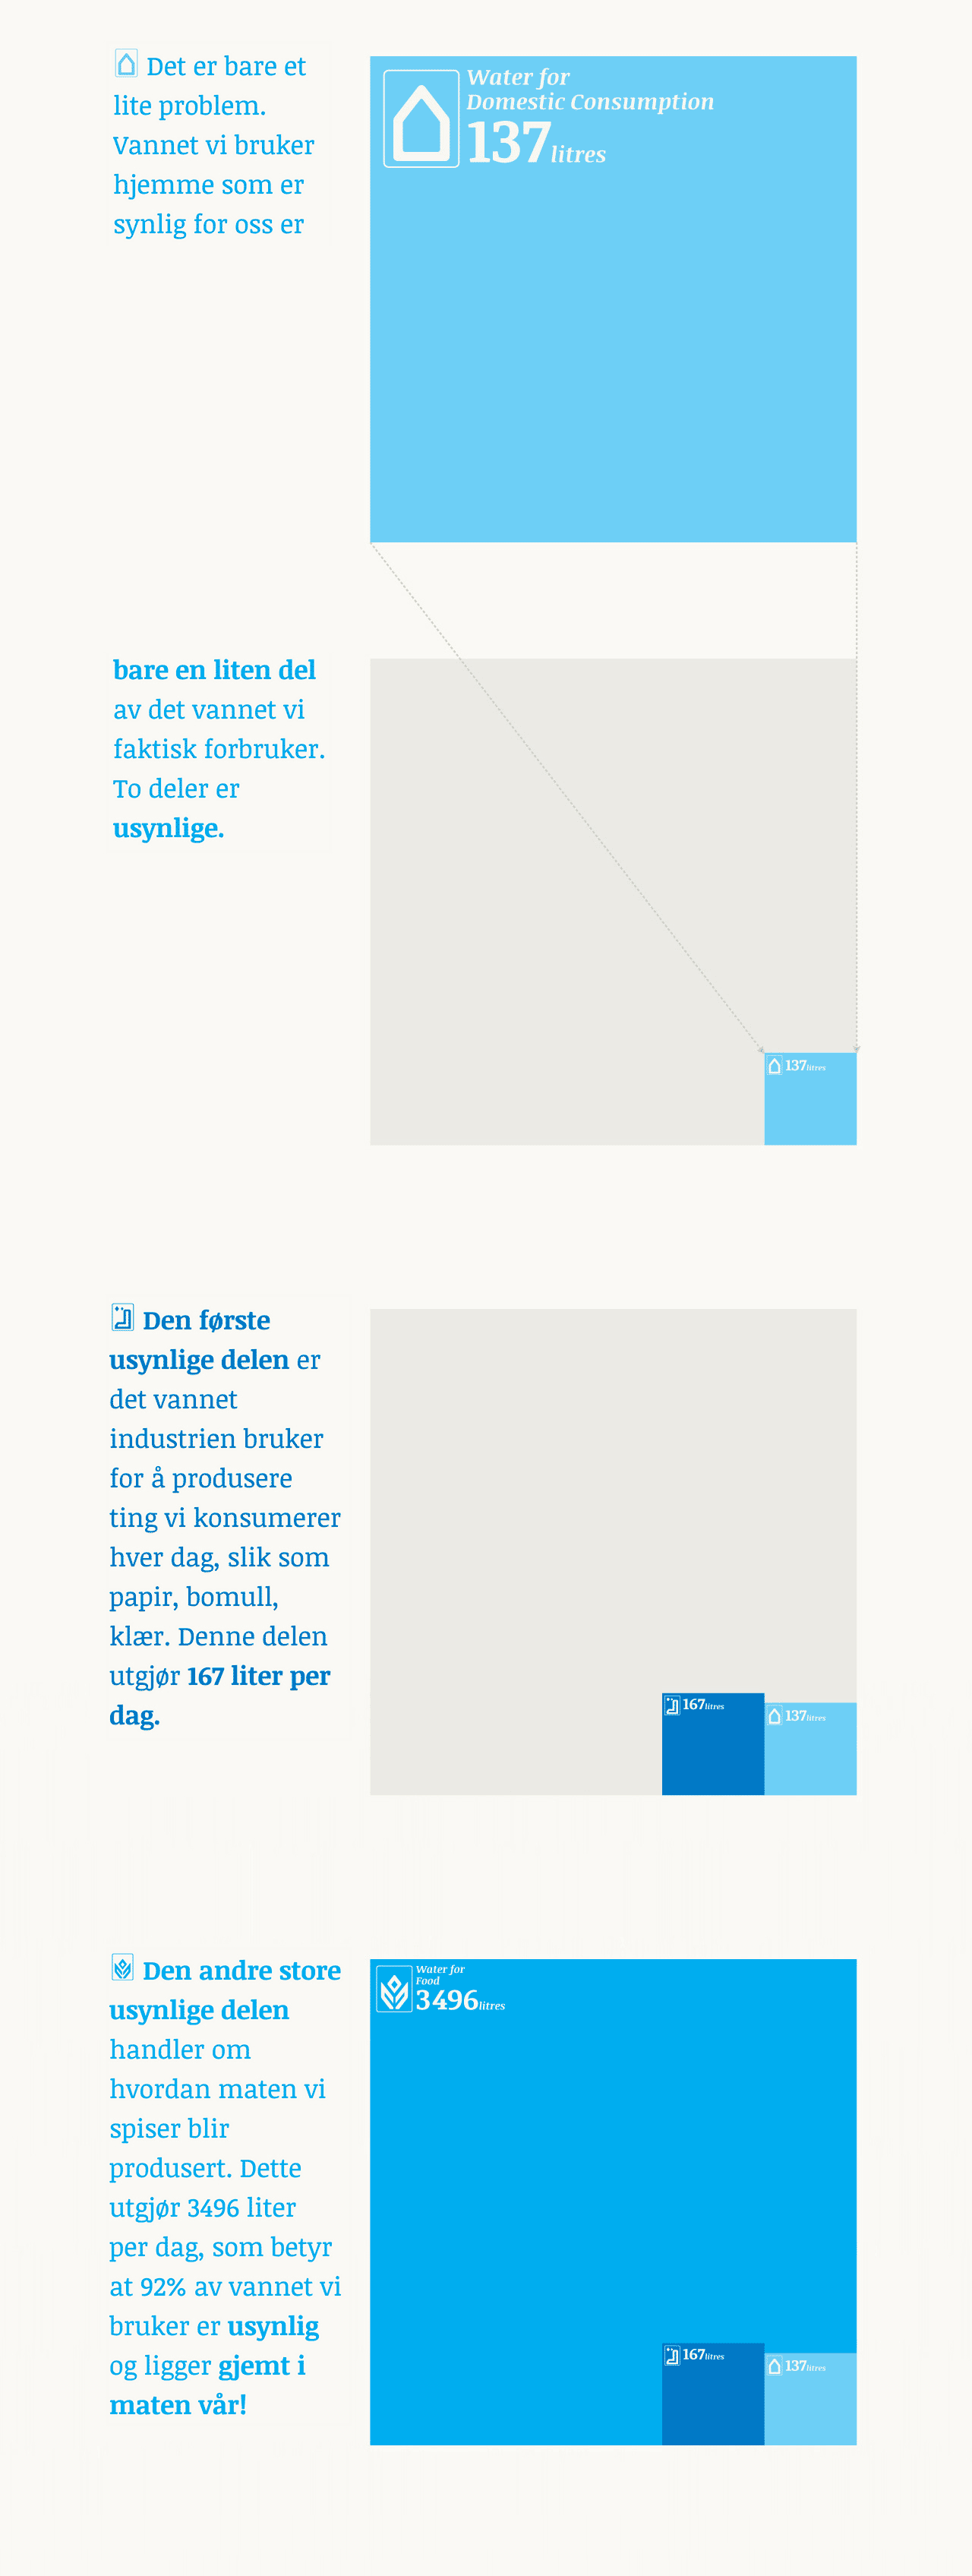 Det er bare et
lite problem.
Vannet vi bruker
hjemme som er
synlig for oss er
Water for
Domestic Consumption
137 litres
bare en liten del
av det vannet vi
faktisk forbruker.
To deler er
usynlige.
137 litres
Den første
usynlige delen er
det vannet
industrien bruker
for å produsere
ting vi konsumerer
hver dag, slik som
papir, bomull,
klær. Denne delen
utgjør 167 liter per
dag.
167 litres
137 litres
Den andre store
usynlige delen
handler om
hvordan maten vi
spiser blir
produsert. Dette
utgjør 3496 liter
per dag, som betyr
at 92% av vannet vi
bruker er usynlig
og ligger gjemt i
maten vår!
Water for
Food
3496 litres
167 litres
137 litres